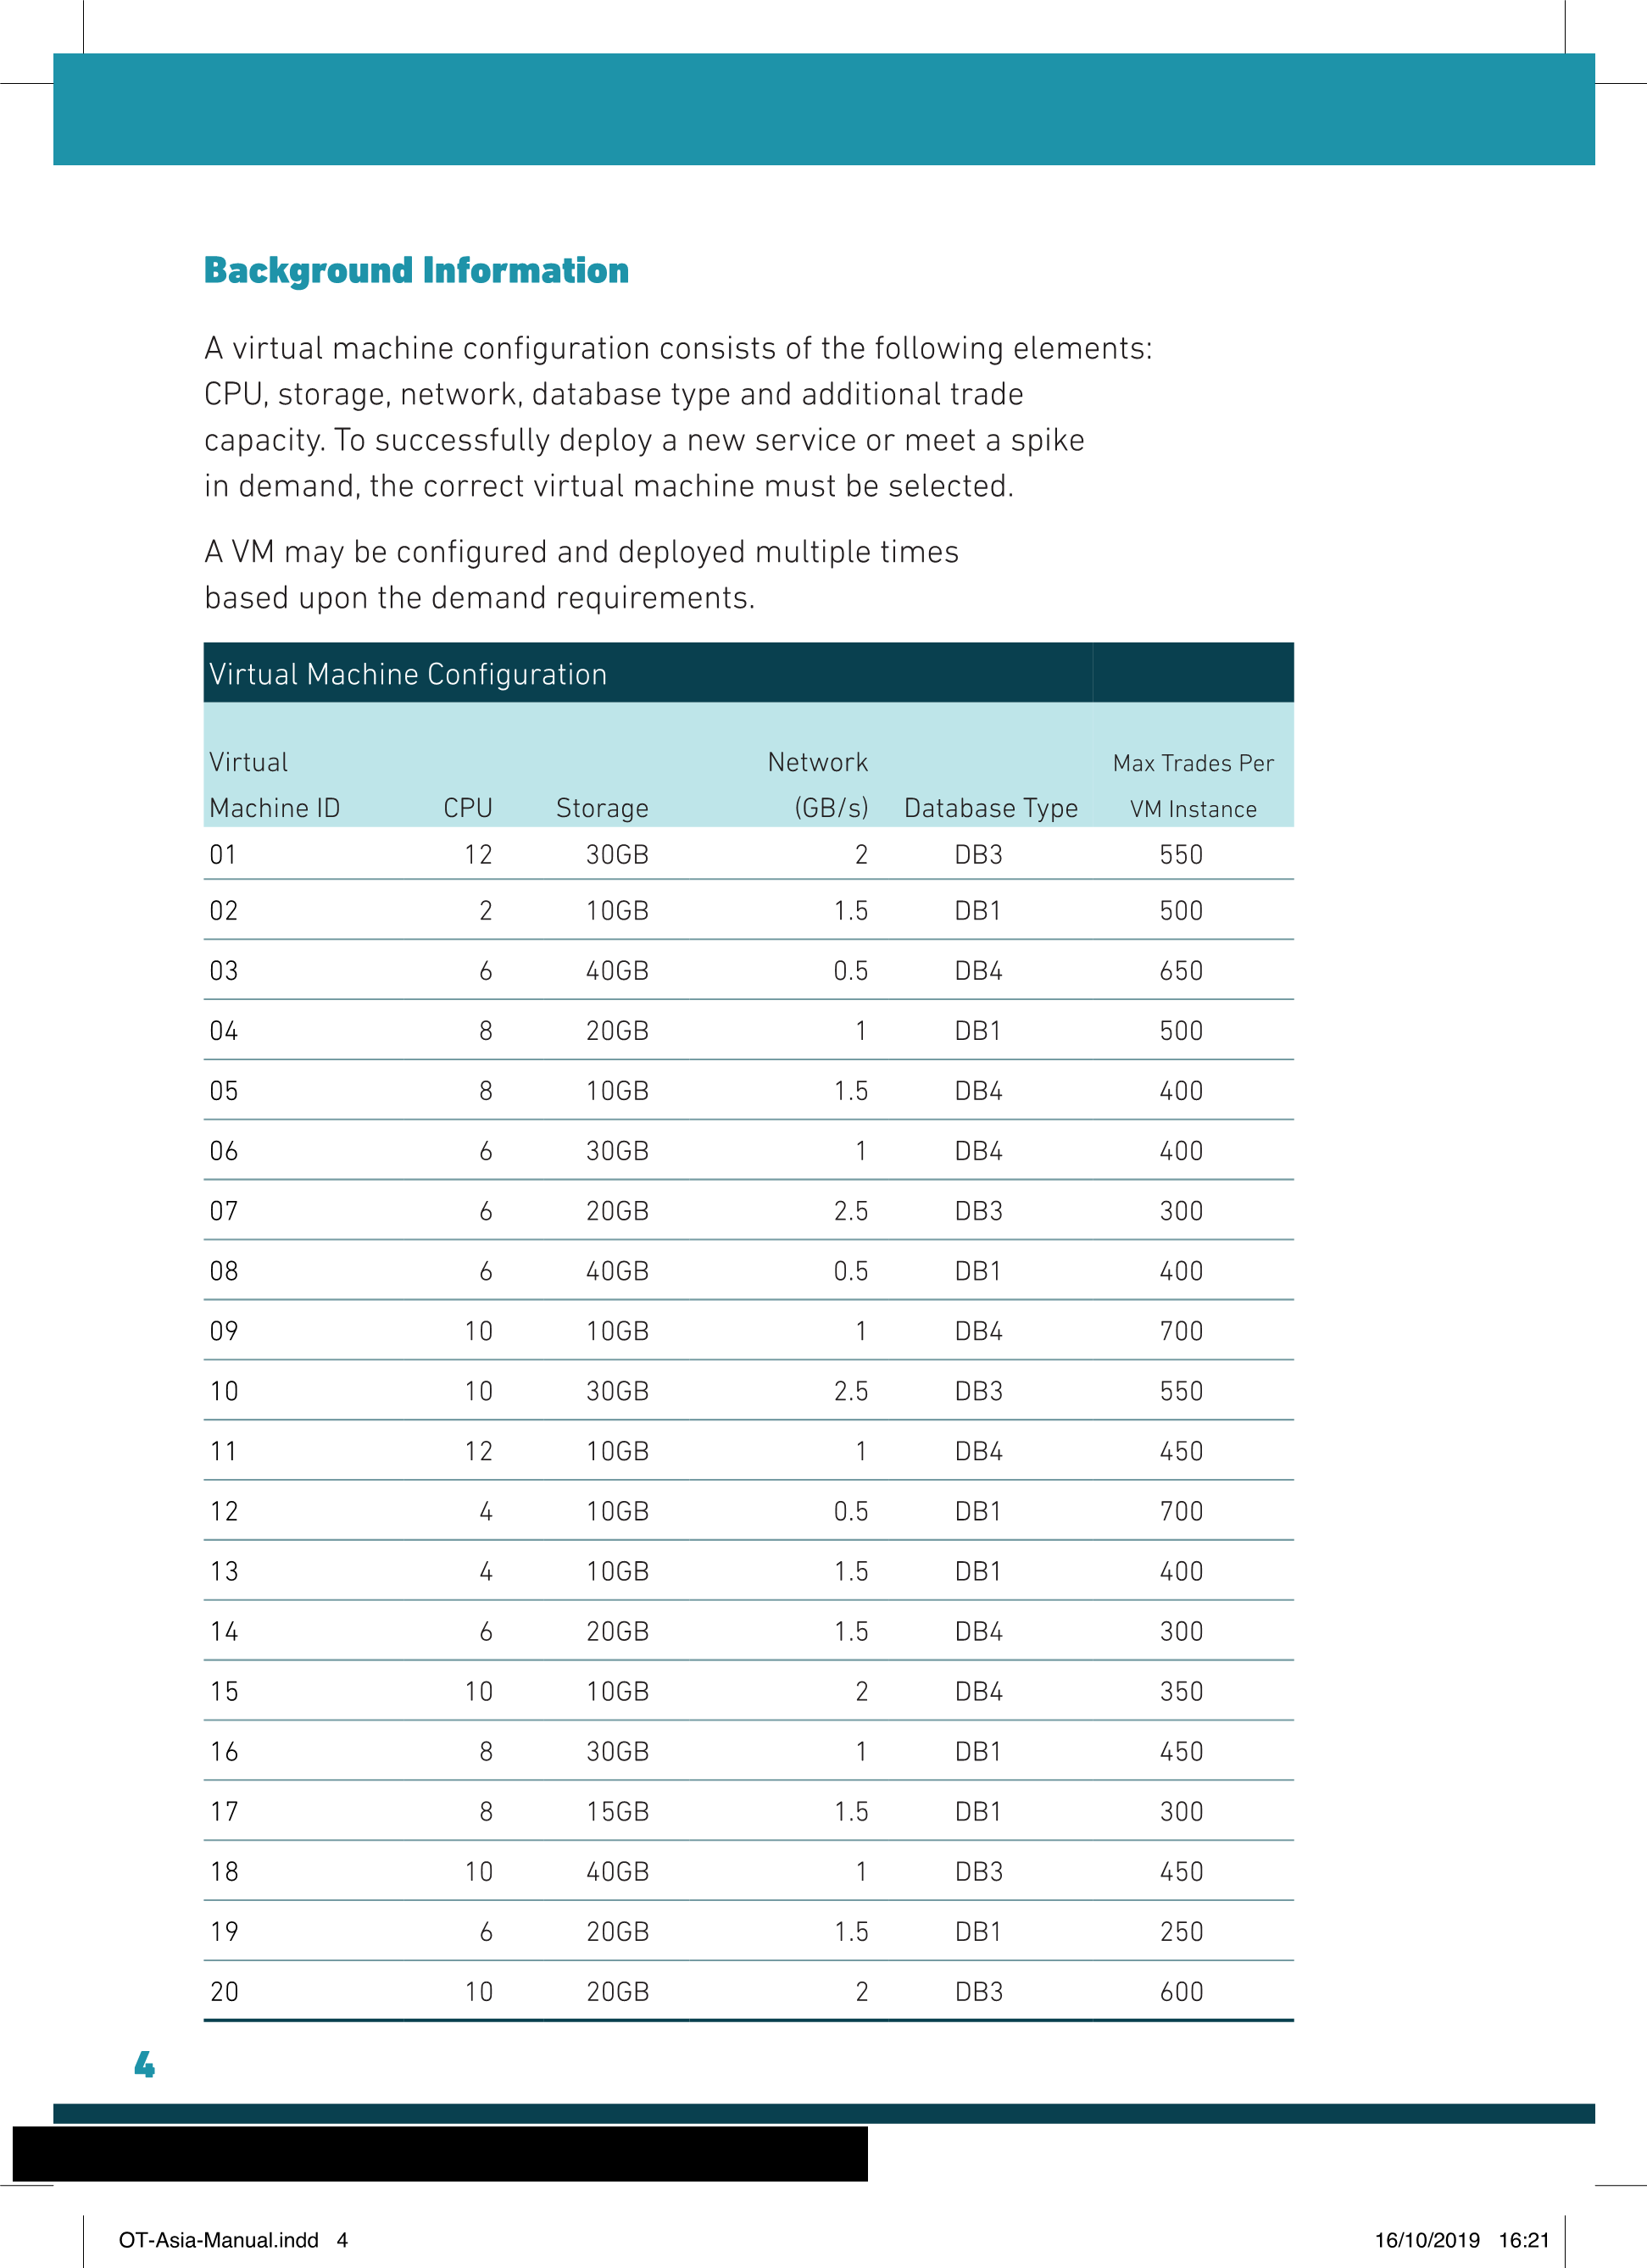 Background Information
A virtual machine configuration consists of the following elements:
CPU, storage, network, database type and additional trade
capacity. To successfully deploy a new service or meet a spike
in demand, the correct virtual machine must be selected.
A VM may be configured and deployed multiple times
based upon the demand requirements.
Virtual Machine Configuration
Virtual Machine ID CPU Storage Network (GB/s) Database Type Max Trades Per VM Instance
01 12 30GB 2 DB3 550
02 2 10GB 1.5 DB1 500
03 6 40GB 0.5 DB4 650
04 8 20GB 1 DB1 500
05 8 10GB 1.5 DB4 400
06 6 30GB 1 DB4 400
07 6 20GB 2.5 DB3 300
08 6 40GB 0.5 DB1 400
09 10 10GB 1 DB4 700
10 10 30GB 2.5 DB3 550
11 12 10GB 1 DB4 450
12 4 10GB 0.5 DB1 700
13 4 10GB 1.5 DB1 400
14 6 20GB 1.5 DB4 300
15 10 10GB 2 DB4 350
16 8 30GB 1 DB1 450
17 8 15GB 1.5 DB1 300
18 10 40GB 1 DB3 450
19 6 20GB 1.5 DB1 250
20 10 20GB 2 DB3 600
4
OT-Asia-Manual.indd 4 16/10/2019 16:21